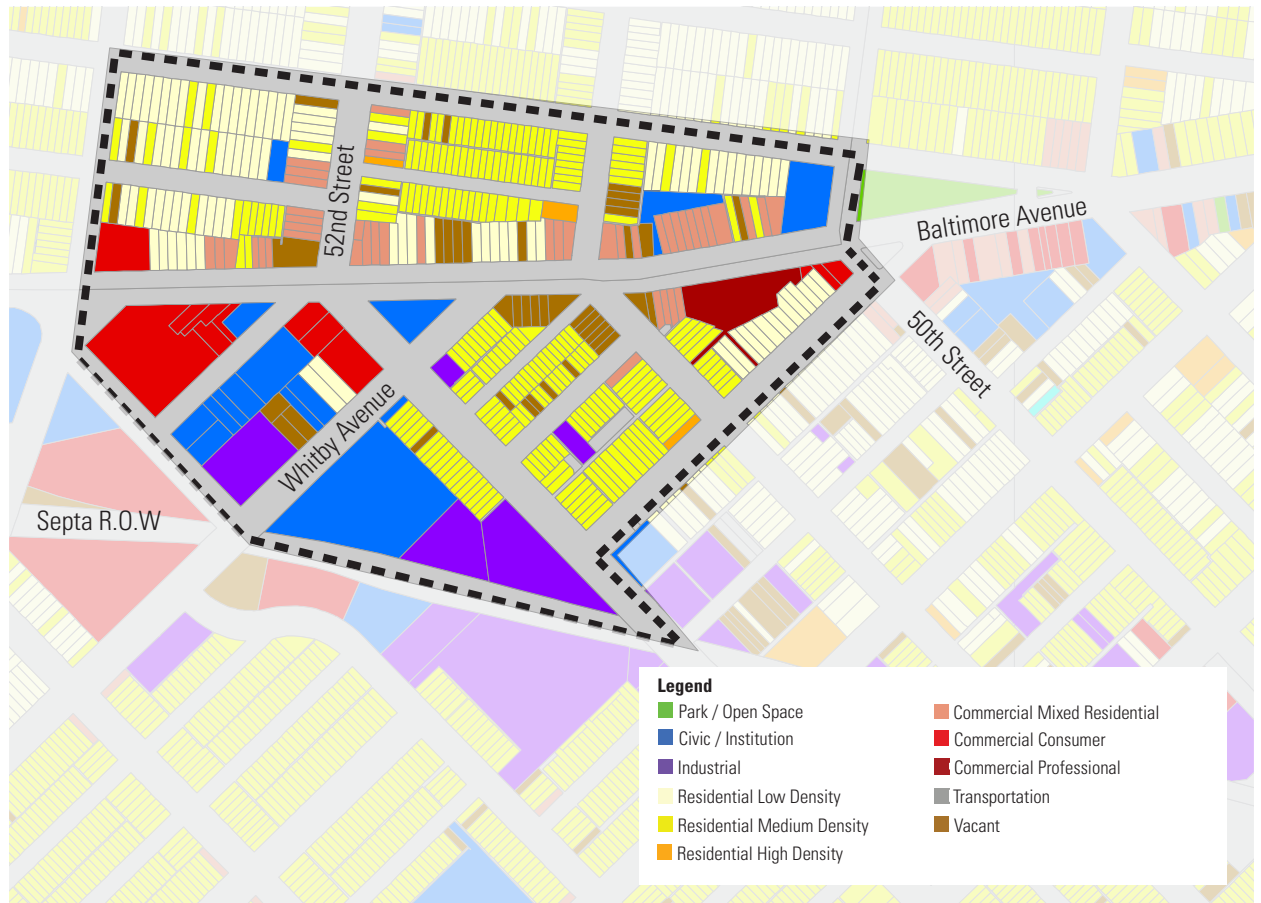 52nd Street
Baltimore Avenue
50th Street
Whitby Avenue
Septa R.O.W
Legend
Park / Open Space
Civic / Institution
Industrial
Residential Low Density
Residential Medium Density
Residential High Density
Commercial Mixed Residential
Commercial Consumer
Commercial Professional
Transportation
Vacant